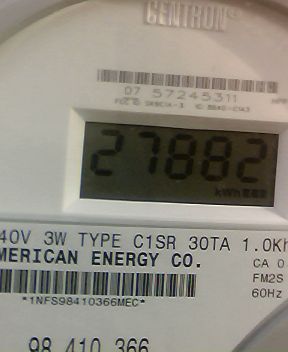 CENTRON
07 57245311
27882
kWh
40V 3W TYPE C1SR 30TA 1.0Kh
MERICAN ENERGY CO.
CA 0
FM2S
60Hz
*1NFS98410366MEC*
98 410 366